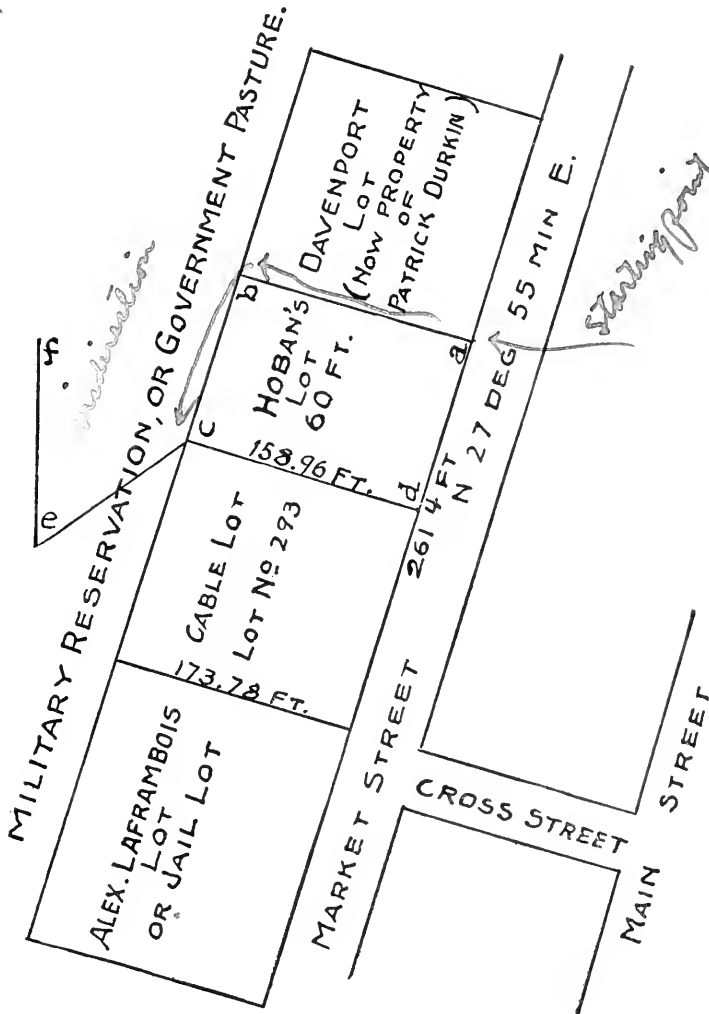 MILITARY RESERVATION, OR GOVERNMENT PASTURE.
e
f
DAVENPORT
LOT
(NOW PROPERTY
OF
PATRICK DURKIN)
b
c
HOBAN'S
LOT
60 FT.
a
d
158.96 FT.
CABLE LOT
LOT No 293
173.78 FT.
ALEX. LAFRAMBOIS
LOT
OR JAIL LOT
261 4 FT
N 27 DEG 55 MIN E.
Starting point
MARKET STREET
CROSS STREET
MAIN STREET